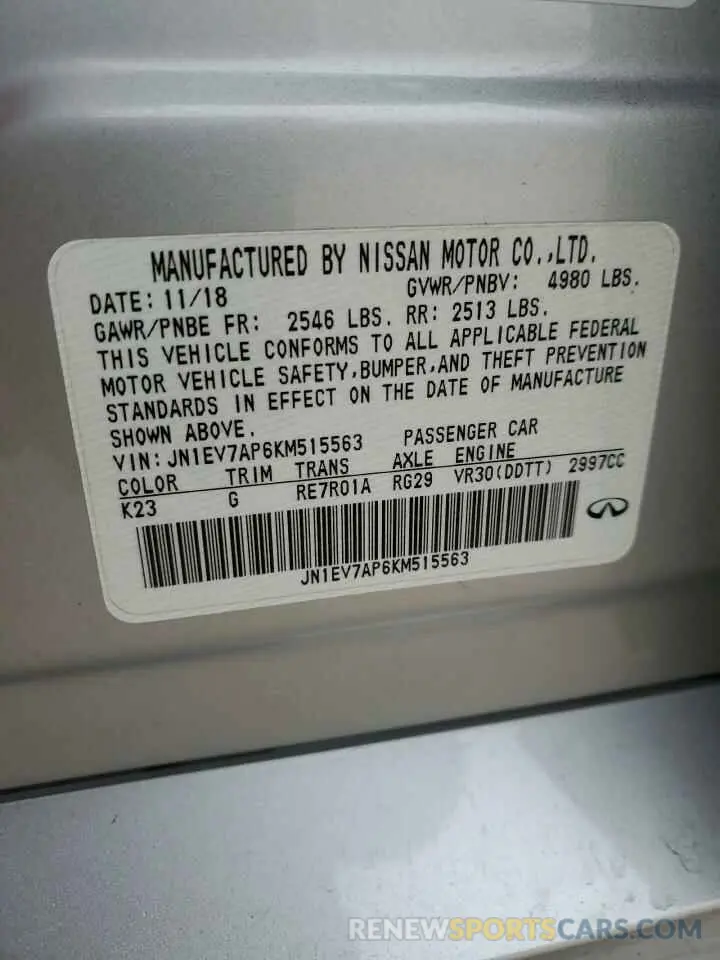 MANUFACTURED BY NISSAN MOTOR CO.,LTD.
DATE: 11/18 GVWR/PNBV: 4980 LBS.
GAWR/PNBE FR: 2546 LBS. RR: 2513 LBS.
THIS VEHICLE CONFORMS TO ALL APPLICABLE FEDERAL
MOTOR VEHICLE SAFETY,BUMPER,AND THEFT PREVENTION
STANDARDS IN EFFECT ON THE DATE OF MANUFACTURE
SHOWN ABOVE.
VIN: JN1EV7AP6KM515563 PASSENGER CAR
COLOR TRIM TRANS AXLE ENGINE
K23 G RE7R01A RG29 VR30(DDTT) 2997CC
JN1EV7AP6KM515563
RENEWSPORTSCARS.COM